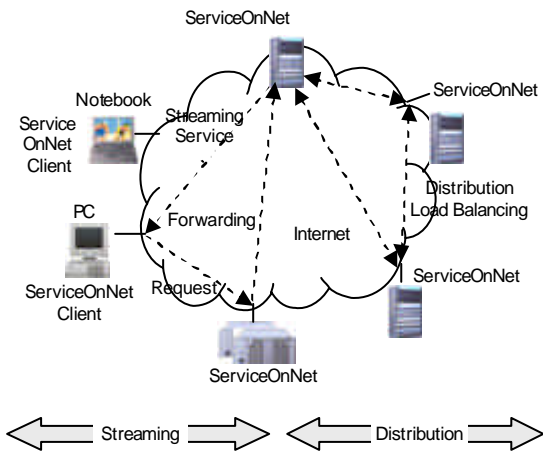 ServiceOnNet
Notebook
Service
OnNet
Client
Streaming
Service
ServiceOnNet
PC
Forwarding
Internet
Distribution
Load Balancing
ServiceOnNet
Client
Request
ServiceOnNet
ServiceOnNet
Streaming
Distribution